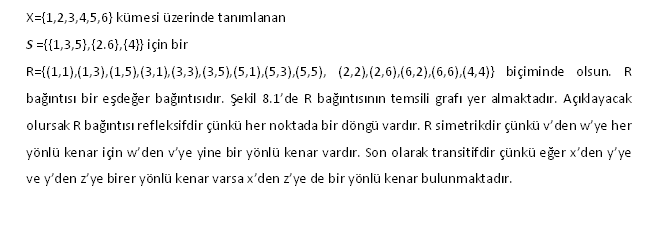 X={1,2,3,4,5,6} kümesi üzerinde tanımlanan
S ={{1,3,5},{2.6},{4}} için bir
R={(1,1),(1,3),(1,5),(3,1),(3,3),(3,5),(5,1),(5,3),(5,5), (2,2),(2,6),(6,2),(6,6),(4,4)} biçiminde olsun. R
bağıntısı bir eşdeğer bağıntısıdır. Şekil 8.1'de R bağıntısının temsili grafı yer almaktadır. Açıklayacak
olursak R bağıntısı refleksifdir çünkü her noktada bir döngü vardır. R simetrikdir çünkü v'den w'ye her
yönlü kenar için w'den v'ye yine bir yönlü kenar vardır. Son olarak transitifdir çünkü eğer x'den y'ye
ve y'den z'ye birer yönlü kenar varsa x'den z'ye de bir yönlü kenar bulunmaktadır.